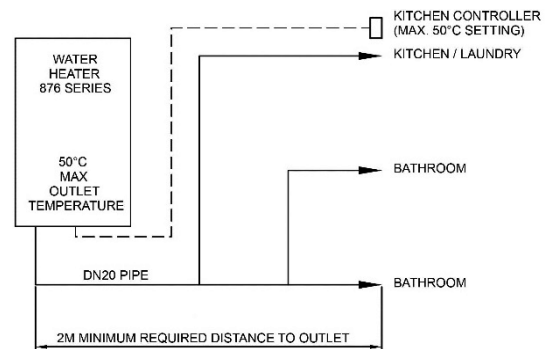 KITCHEN CONTROLLER
(MAX. 50°C SETTING)
KITCHEN / LAUNDRY
WATER
HEATER
876 SERIES
50°C
MAX
OUTLET
TEMPERATURE
BATHROOM
DN20 PIPE
BATHROOM
2M MINIMUM REQUIRED DISTANCE TO OUTLET